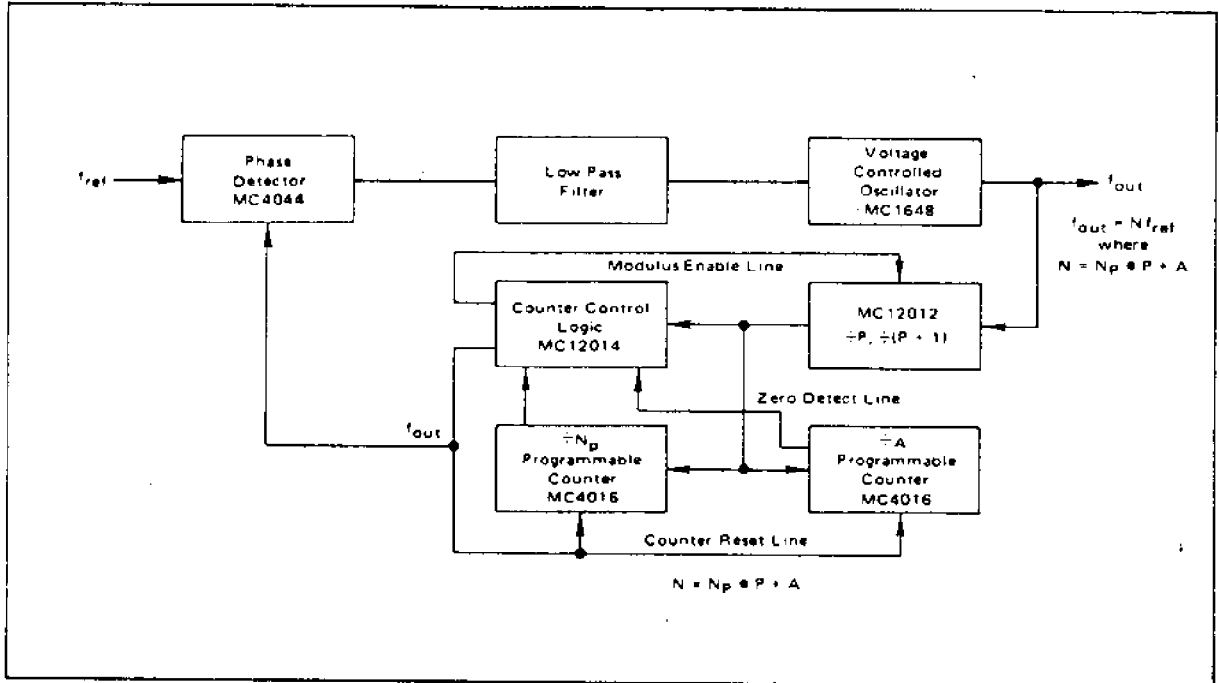 Phase
Detector
MC4044
Low Pass
Filter
Voltage
Controlled
Oscillator
MC1648
fref
fout
fout = Nfref
where
N = Np • P + A
Modulus Enable Line
Counter Control
Logic
MC12014
MC12012
÷P, ÷(P + 1)
Zero Detect Line
fout
÷Np
Programmable
Counter
MC4016
÷A
Programmable
Counter
MC4016
Counter Reset Line
N = Np • P + A